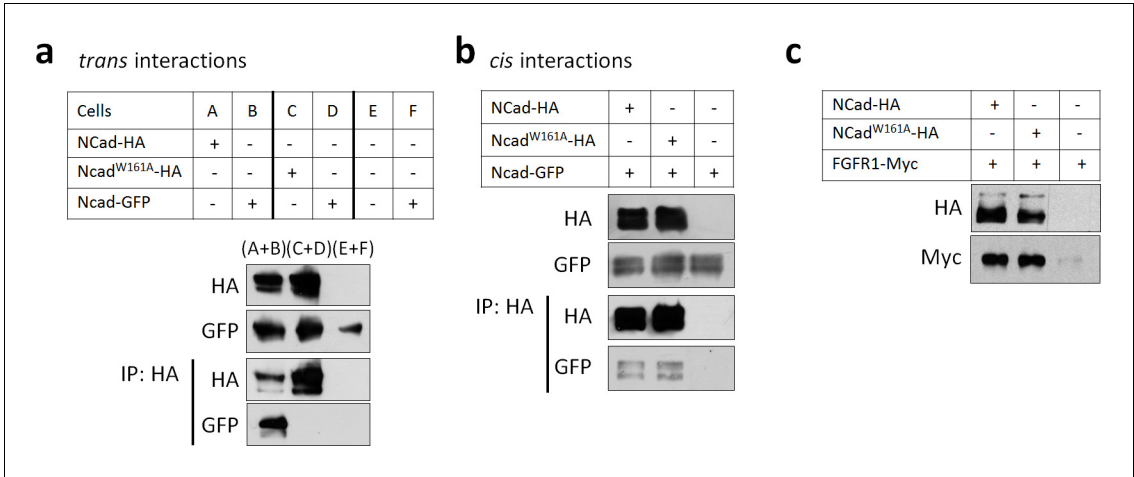 a trans interactions
Cells A B C D E F
NCad-HA + - - - - -
Ncad^W161A-HA - - + - - -
Ncad-GFP - + - + - +
(A+B)(C+D)(E+F)
HA
GFP
IP: HA
HA
GFP
b cis interactions
NCad-HA + - -
Ncad^W161A-HA - + -
Ncad-GFP + + +
HA
GFP
IP: HA
HA
GFP
c
NCad-HA + - -
NCad^W161A-HA - + -
FGFR1-Myc + + +
HA
Myc